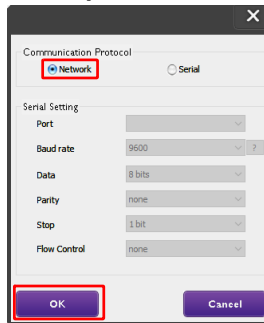 Communication Protocol
Network Serial
Serial Setting
Port
Baud rate 9600 ?
Data 8 bits
Parity none
Stop 1 bit
Flow Control none
OK Cancel